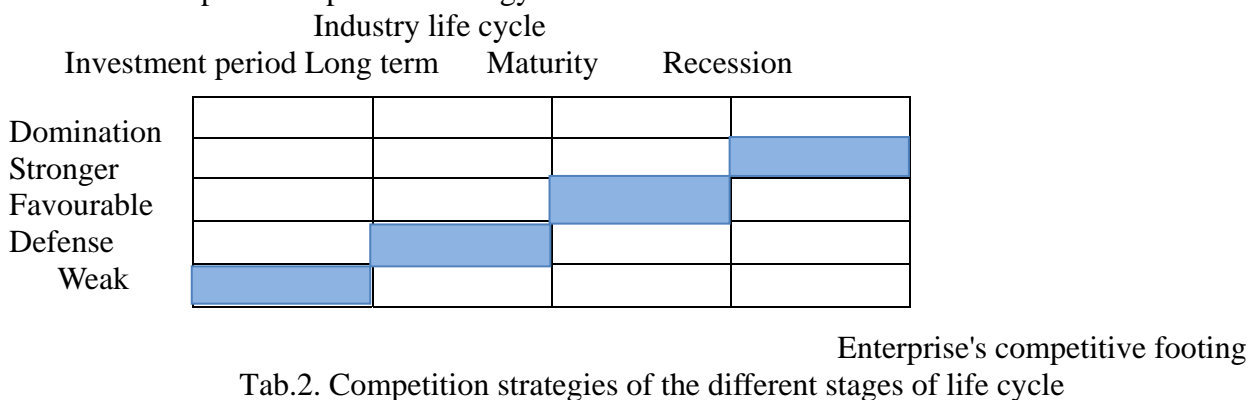 Industry life cycle
Investment period Long term Maturity Recession
Domination
Stronger
Favourable
Defense
Weak
Enterprise's competitive footing
Tab.2. Competition strategies of the different stages of life cycle